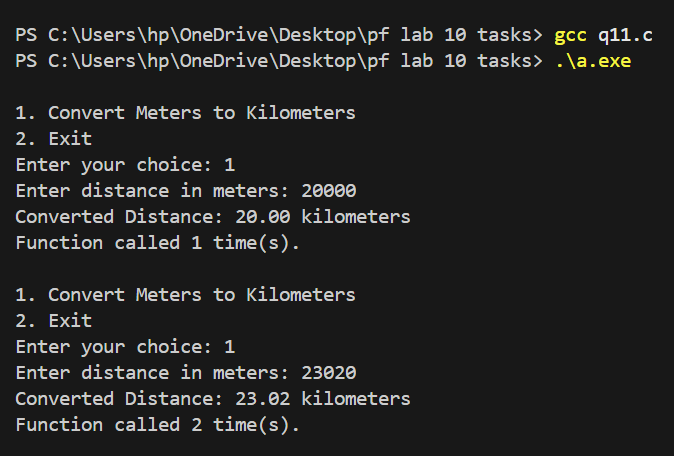 PS C:\Users\hp\OneDrive\Desktop\pf lab 10 tasks> gcc q11.c
PS C:\Users\hp\OneDrive\Desktop\pf lab 10 tasks> .\a.exe
1. Convert Meters to Kilometers
2. Exit
Enter your choice: 1
Enter distance in meters: 20000
Converted Distance: 20.00 kilometers
Function called 1 time(s).
1. Convert Meters to Kilometers
2. Exit
Enter your choice: 1
Enter distance in meters: 23020
Converted Distance: 23.02 kilometers
Function called 2 time(s).